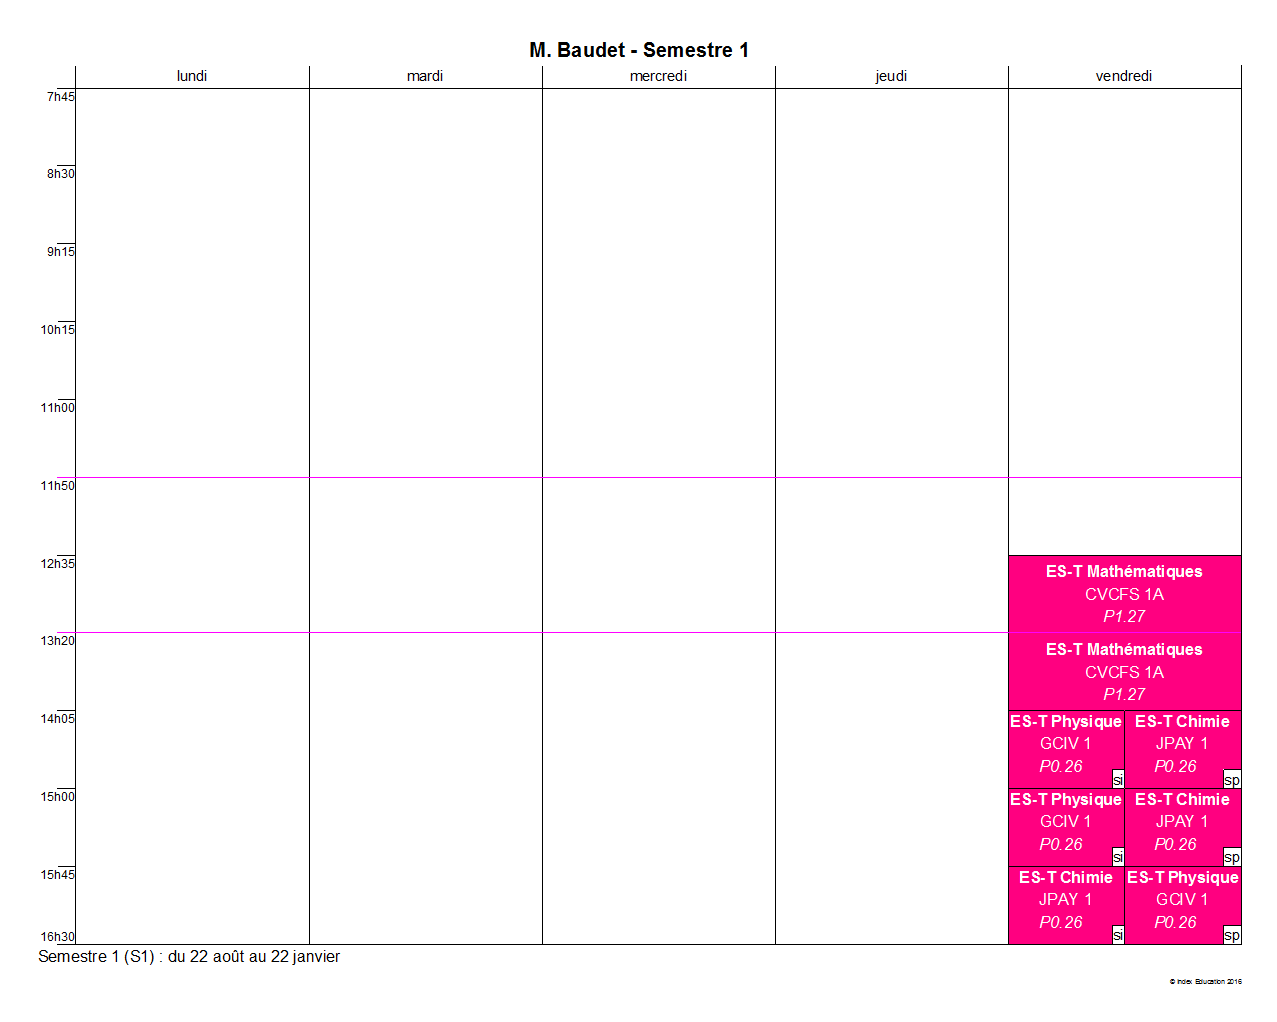 M. Baudet - Semestre 1
lundi mardi mercredi jeudi vendredi
7h45
8h30
9h15
10h15
11h00
11h50
12h35
ES-T Mathématiques
CVCFS 1A
P1.27
13h20
ES-T Mathématiques
CVCFS 1A
P1.27
14h05
ES-T Physique ES-T Chimie
GCIV 1 JPAY 1
P0.26 P0.26
si sp
15h00
ES-T Physique ES-T Chimie
GCIV 1 JPAY 1
P0.26 P0.26
si sp
15h45
ES-T Chimie ES-T Physique
JPAY 1 GCIV 1
P0.26 P0.26
si sp
16h30
Semestre 1 (S1) : du 22 août au 22 janvier
© Index Education 2016